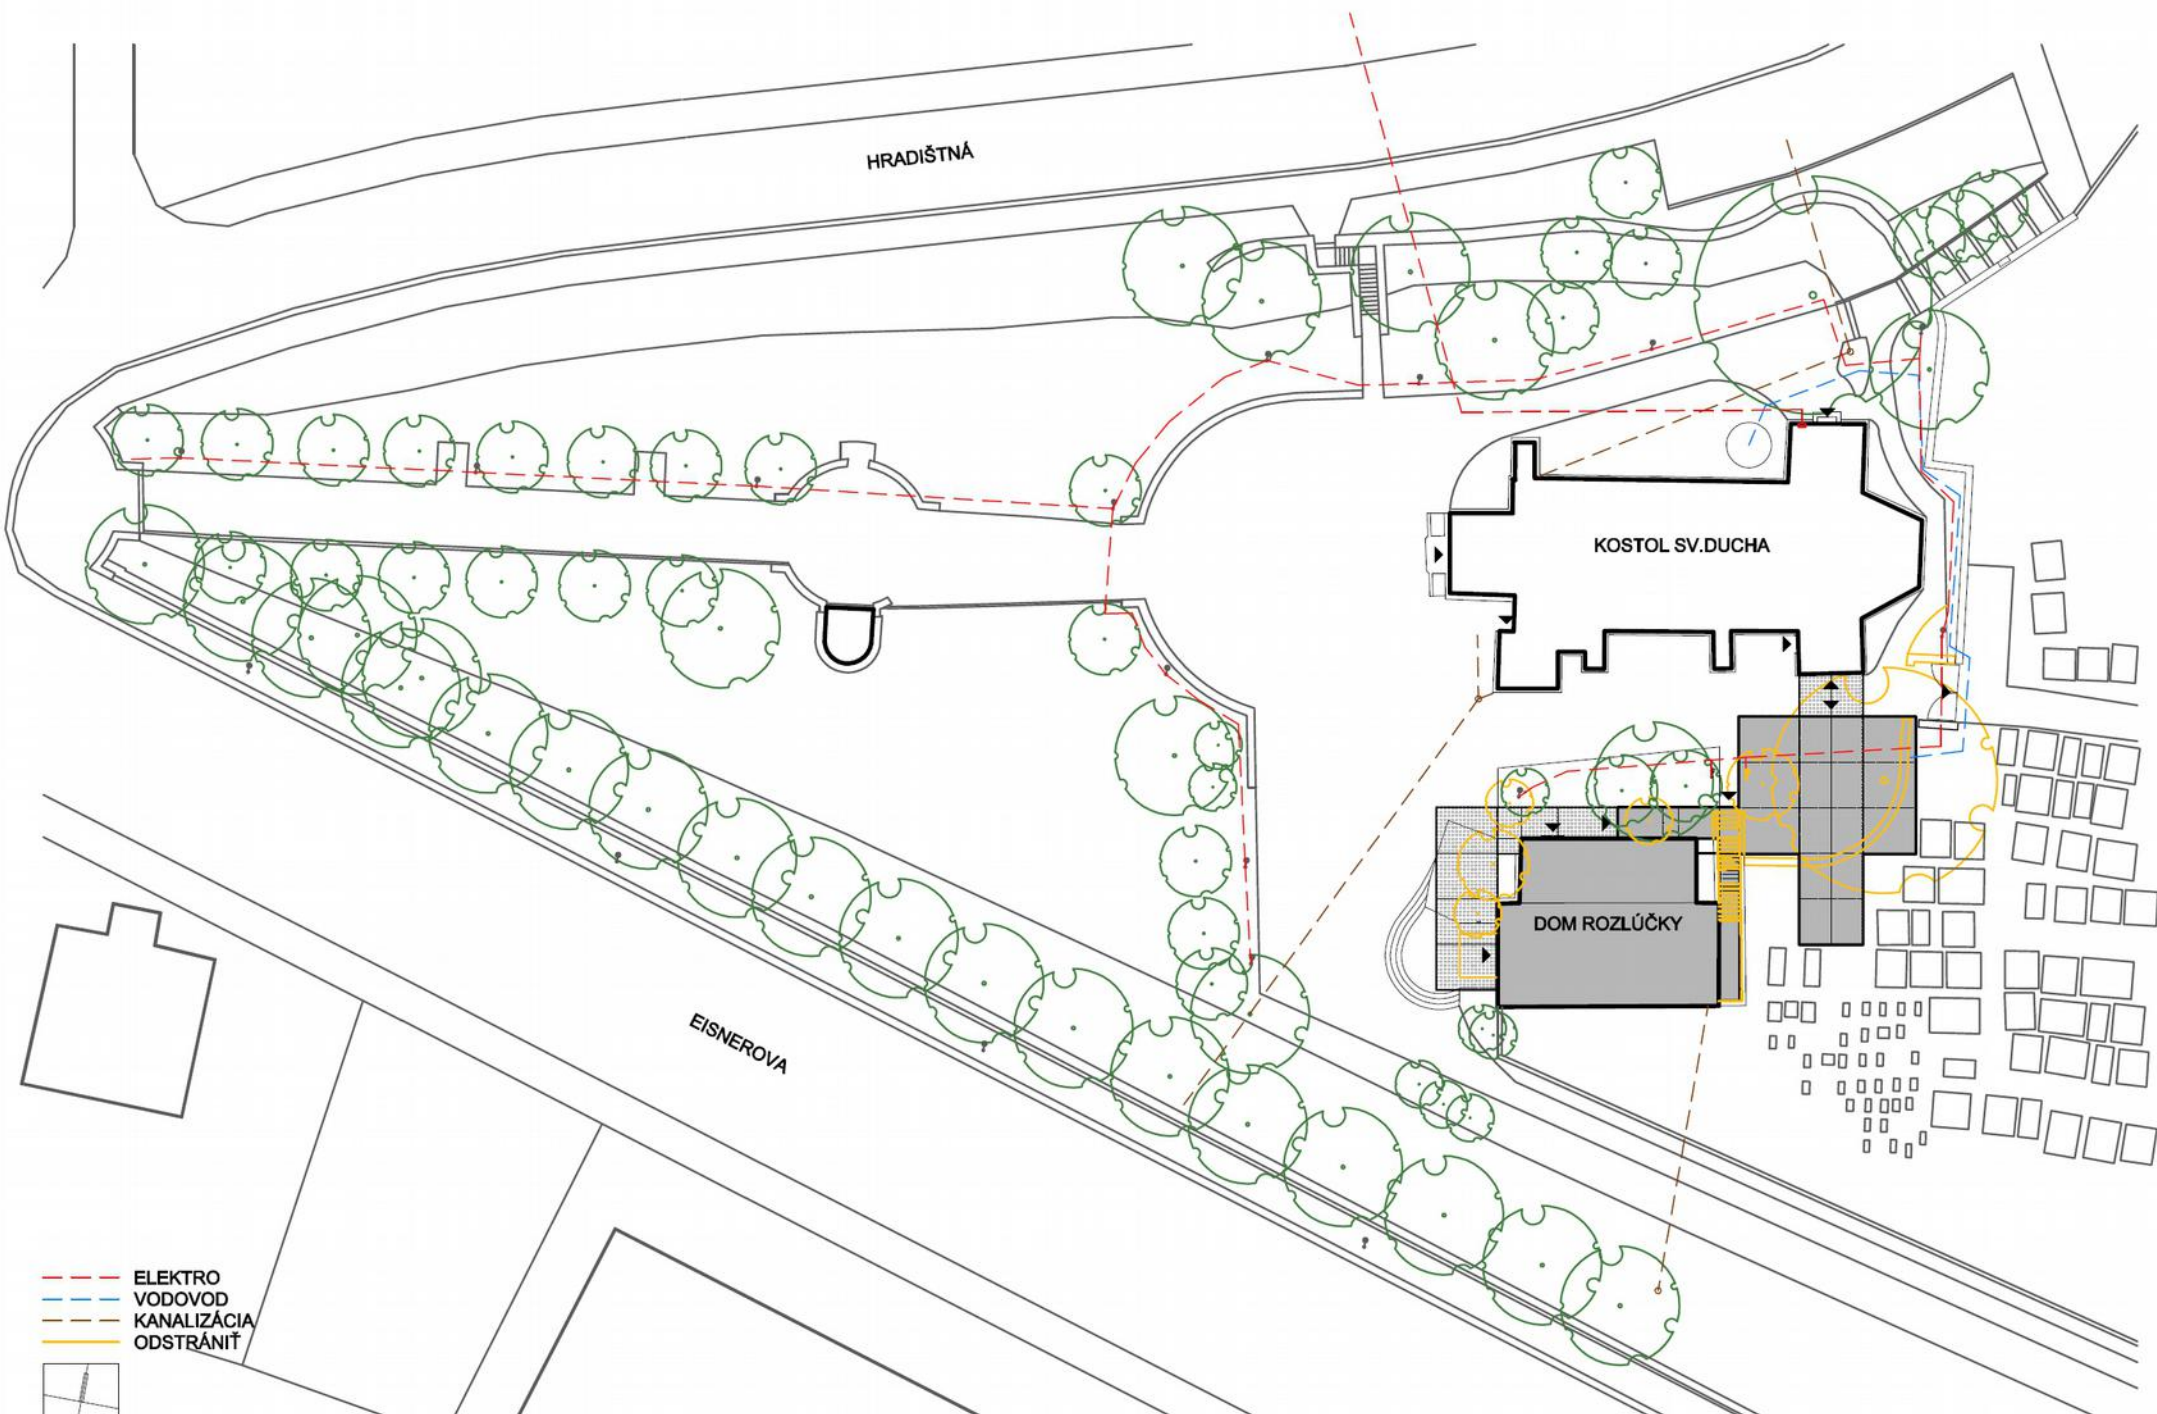 HRADIŠTNÁ
KOSTOL SV.DUCHA
DOM ROZLÚČKY
EISNEROVA
ELEKTRO
VODOVOD
KANALIZÁCIA
ODSTRÁNIŤ